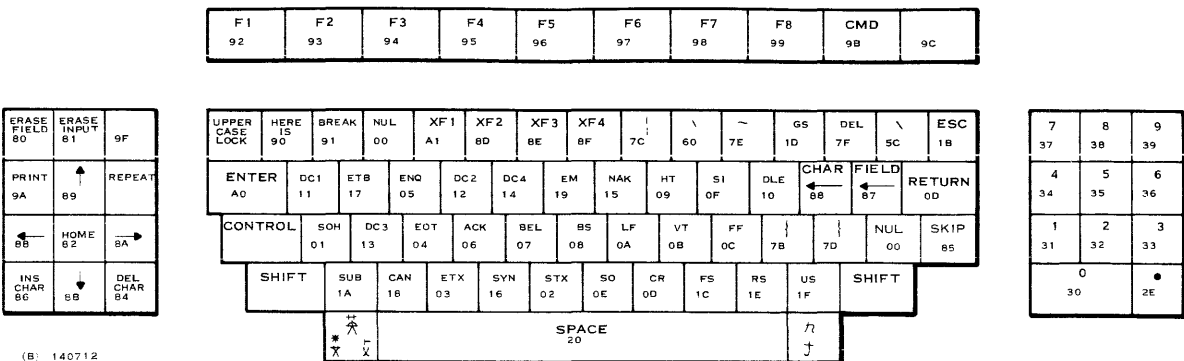 F1 F2 F3 F4 F5 F6 F7 F8 CMD
92 93 94 95 96 97 98 99 9B 9C
ERASE FIELD 80
ERASE INPUT 81
9F
PRINT 9A
↑ 89
REPEAT
← 8B
HOME 82
→ 8A
INS CHAR 86
↓ 8B
DEL CHAR 84
UPPER CASE LOCK
HERE IS 90
BREAK 91
NUL 00
XF1 A1
XF2 8D
XF3 8E
XF4 8F
¦ 7C
\ 60
~ 7E
GS 1D
DEL 7F
\ 5C
ESC 1B
ENTER A0
DC1 11
ETB 17
ENQ 05
DC2 12
DC4 14
EM 19
NAK 15
HT 09
SI 0F
DLE 10
CHAR ← 88
FIELD ← 87
RETURN 0D
CONTROL
SOH 01
DC3 13
EOT 04
ACK 06
BEL 07
BS 08
LF 0A
VT 0B
FF 0C
{ 7B
} 7D
NUL 00
SKIP 85
SHIFT
SUB 1A
CAN 18
ETX 03
SYN 16
STX 02
SO 0E
CR 0D
FS 1C
RS 1E
US 1F
SHIFT
SPACE 20
カ
ナ
7 8 9
37 38 39
4 5 6
34 35 36
1 2 3
31 32 33
0 ●
30 2E
(B) 140712